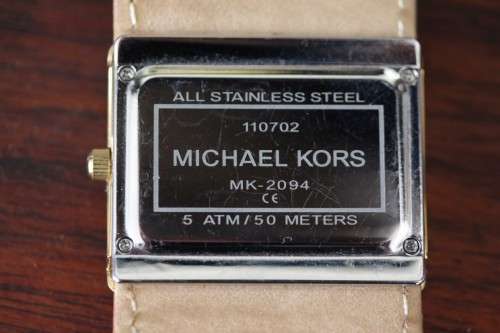 ALL STAINLESS STEEL
110702
MICHAEL KORS
MK-2094
CE
5 ATM/50 METERS